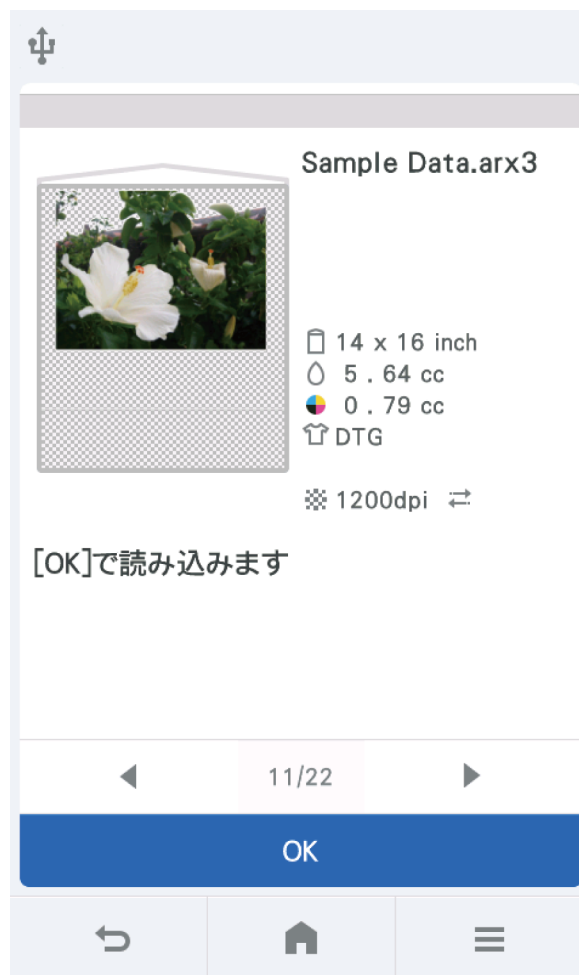 Sample Data.arx3
14 x 16 inch
5 . 64 cc
0 . 79 cc
DTG
1200dpi
[OK]で読み込みます
11/22
OK